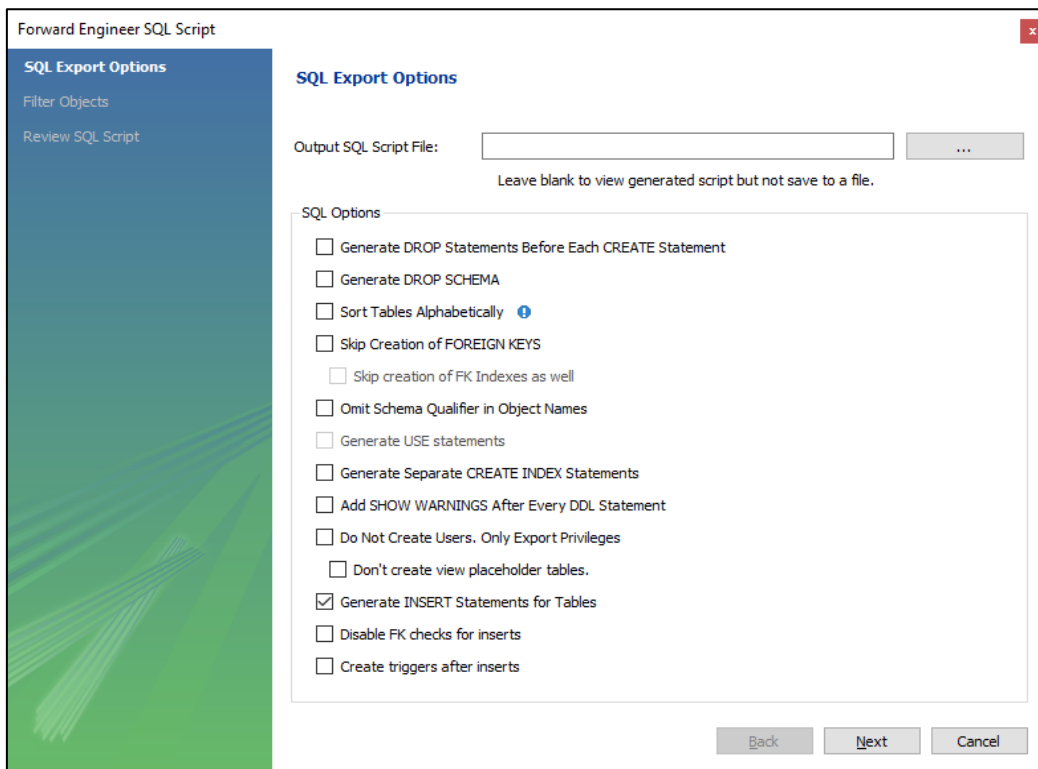 Forward Engineer SQL Script
x
SQL Export Options
Filter Objects
Review SQL Script
SQL Export Options
Output SQL Script File:
...
Leave blank to view generated script but not save to a file.
SQL Options
Generate DROP Statements Before Each CREATE Statement
Generate DROP SCHEMA
Sort Tables Alphabetically
Skip Creation of FOREIGN KEYS
Skip creation of FK Indexes as well
Omit Schema Qualifier in Object Names
Generate USE statements
Generate Separate CREATE INDEX Statements
Add SHOW WARNINGS After Every DDL Statement
Do Not Create Users. Only Export Privileges
Don't create view placeholder tables.
Generate INSERT Statements for Tables
Disable FK checks for inserts
Create triggers after inserts
Back Next Cancel